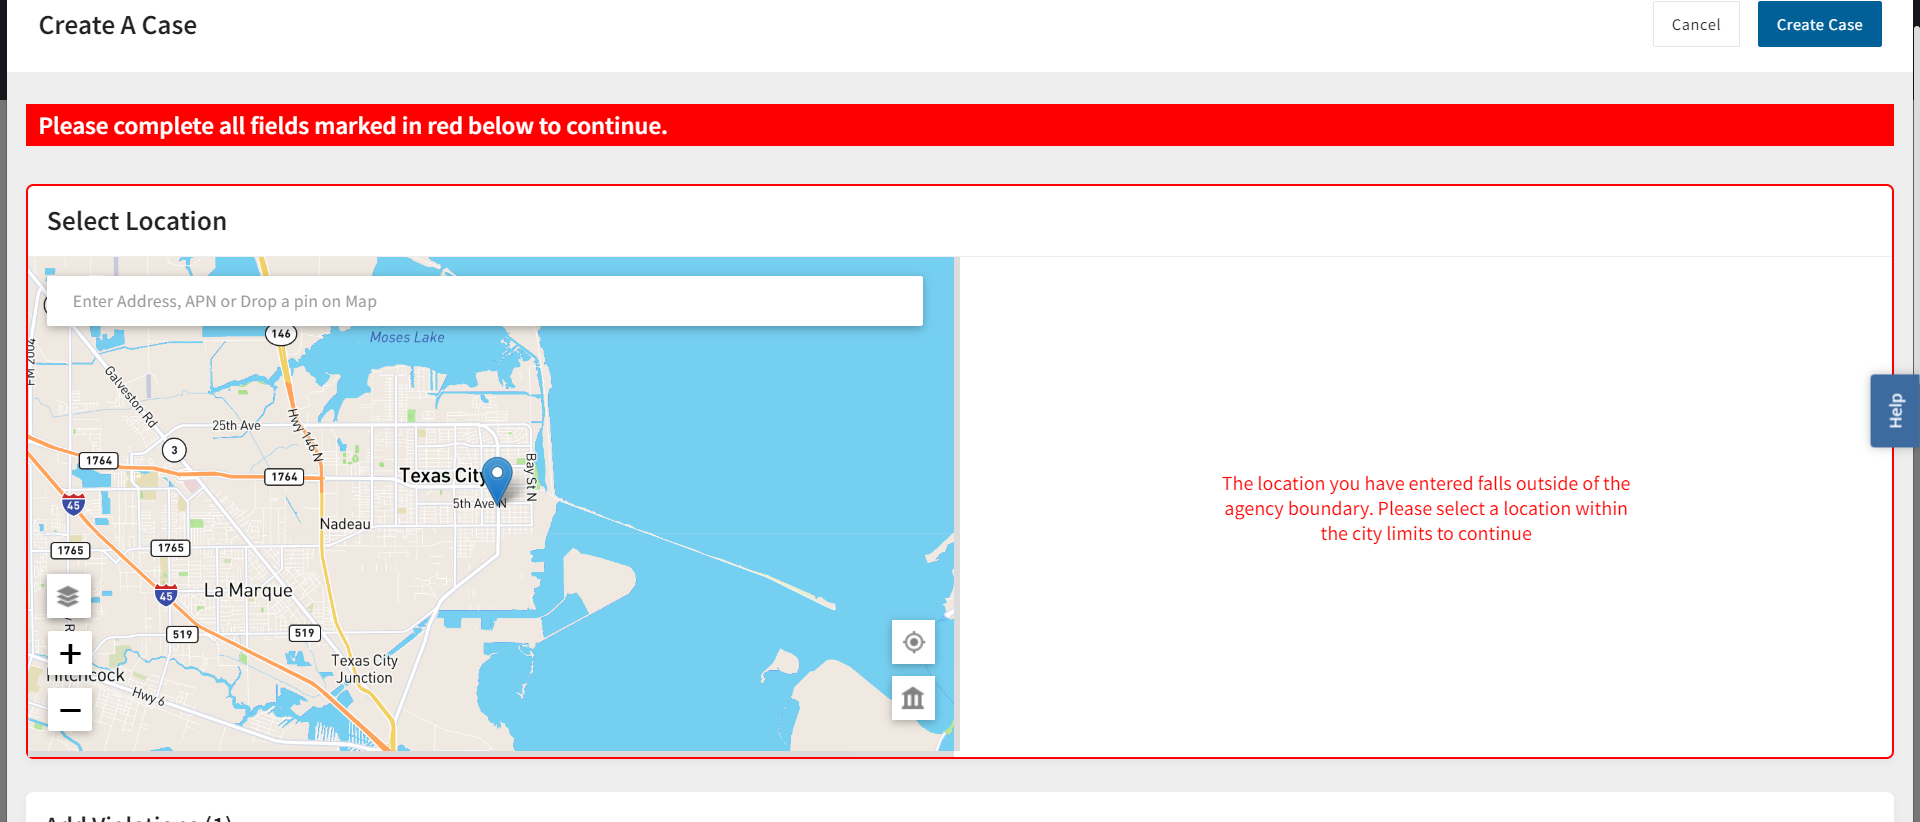 Create A Case
Cancel
Create Case
Please complete all fields marked in red below to continue.
Select Location
Enter Address, APN or Drop a pin on Map
146
Moses Lake
FM 2004
Galveston Rd
25th Ave
Hwy 146 N
3
1764
1764
Texas City
Bay St N
45
5th Ave N
Nadeau
1765
1765
45
La Marque
519
519
Texas City
Junction
Hitchcock
Hwy 6
The location you have entered falls outside of the
agency boundary. Please select a location within
the city limits to continue
Help
Add Violations (1)